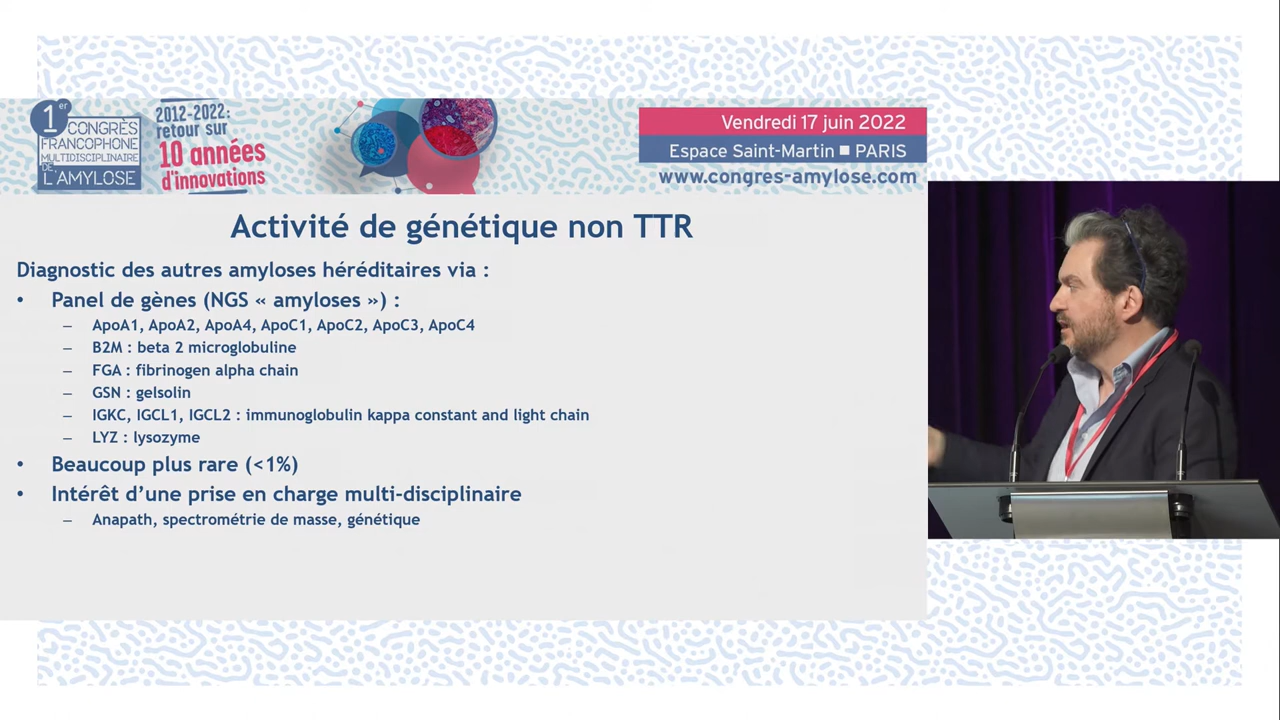 1er
CONGRÈS
FRANCOPHONE
MULTIDISCIPLINAIRE
DE L'AMYLOSE
2012-2022:
retour sur
10 années
d'innovations
Vendredi 17 juin 2022
Espace Saint-Martin ■ PARIS
www.congres-amylose.com
Activité de génétique non TTR
Diagnostic des autres amyloses héréditaires via :
• Panel de gènes (NGS « amyloses ») :
– ApoA1, ApoA2, ApoA4, ApoC1, ApoC2, ApoC3, ApoC4
– B2M : beta 2 microglobuline
– FGA : fibrinogen alpha chain
– GSN : gelsolin
– IGKC, IGCL1, IGCL2 : immunoglobulin kappa constant and light chain
– LYZ : lysozyme
• Beaucoup plus rare (<1%)
• Intérêt d'une prise en charge multi-disciplinaire
– Anapath, spectrométrie de masse, génétique